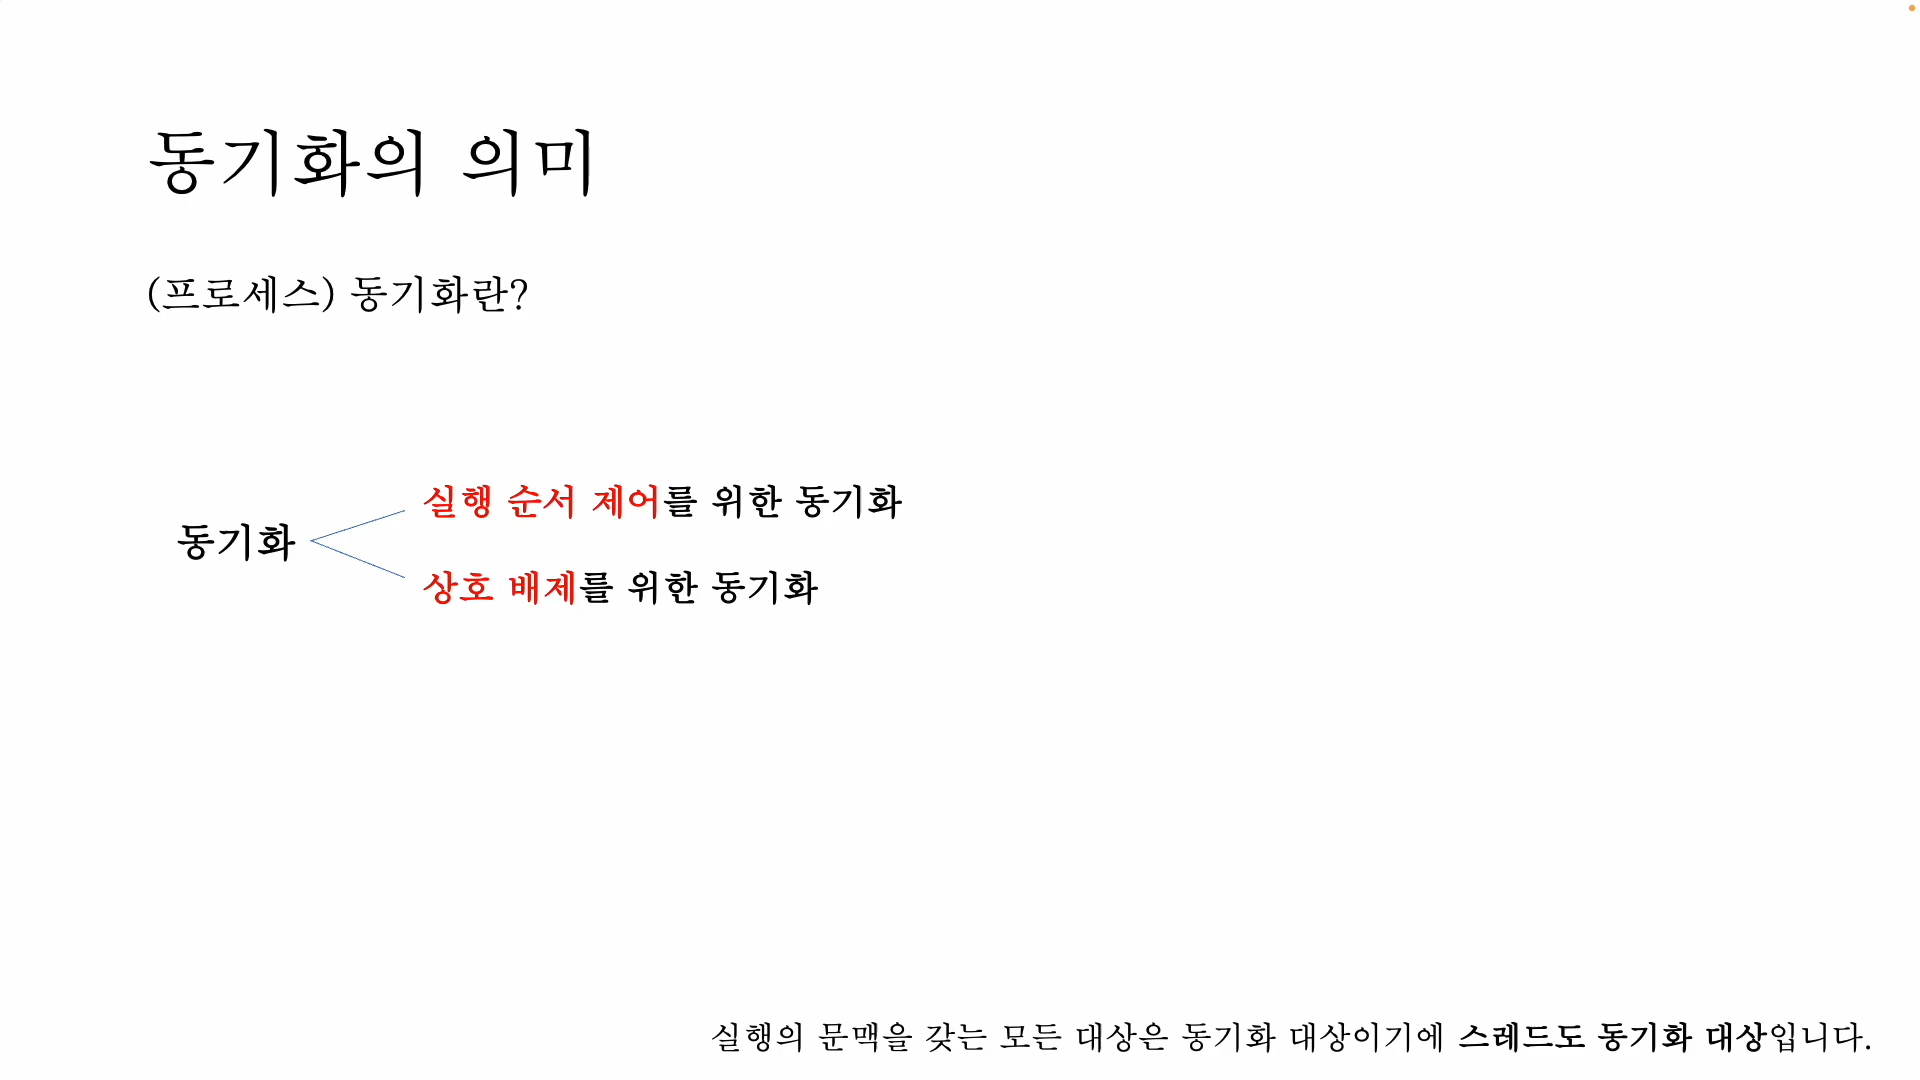 동기화의 의미
(프로세스) 동기화란?
동기화
실행 순서 제어를 위한 동기화
상호 배제를 위한 동기화
실행의 문맥을 갖는 모든 대상은 동기화 대상이기에 스레드도 동기화 대상입니다.